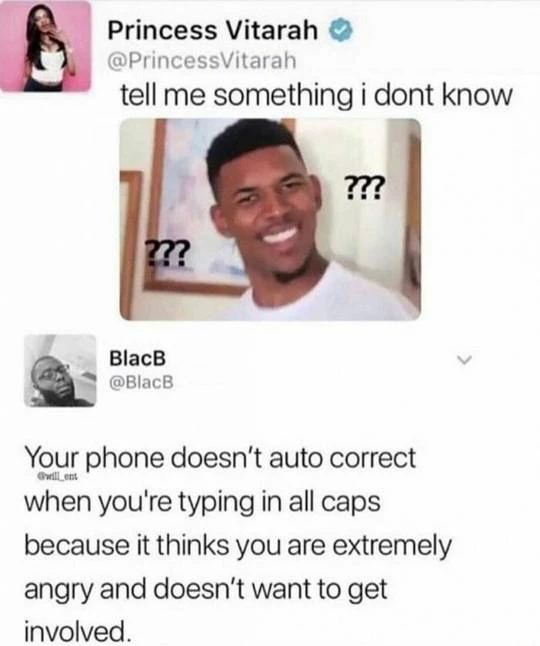 Princess Vitarah
@PrincessVitarah
tell me something i dont know
???
???
BlacB
@BlacB
Your phone doesn't auto correct
@will_ent
when you're typing in all caps
because it thinks you are extremely
angry and doesn't want to get
involved.